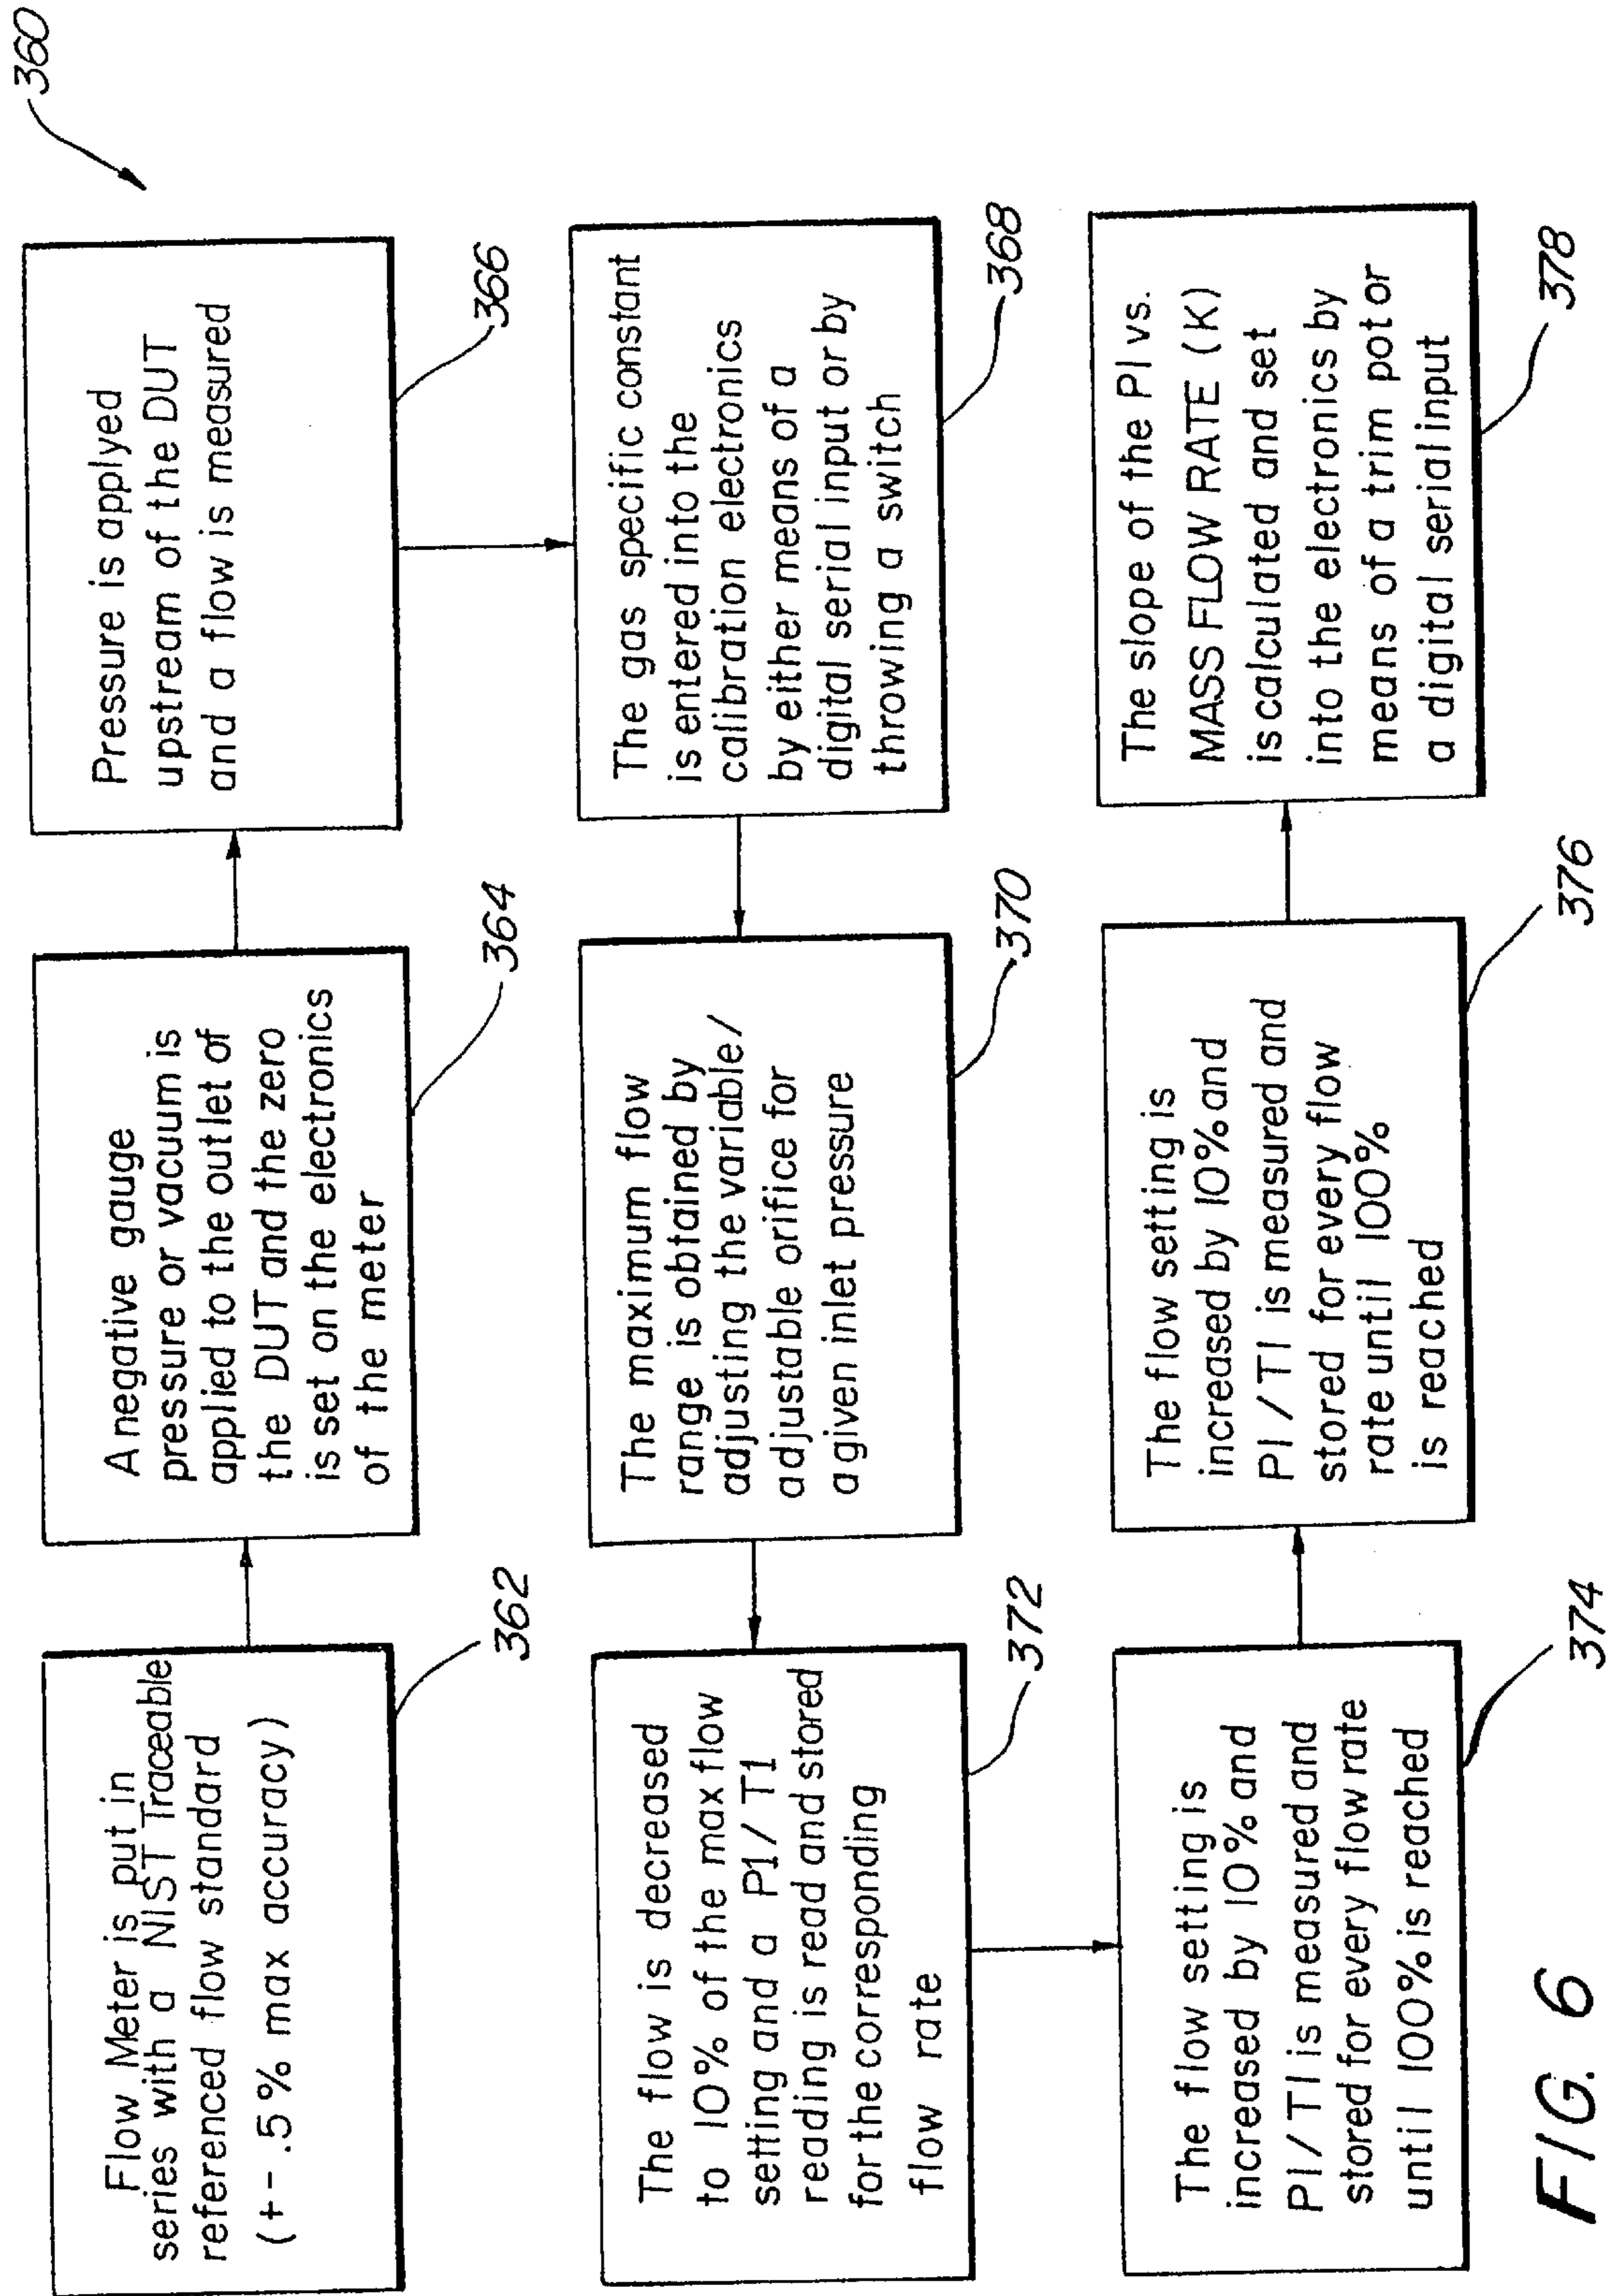 360
Flow Meter is put in
series with a NIST Traceable
referenced flow standard
(+- .5% max accuracy)
362
A negative gauge
pressure or vacuum is
applied to the outlet of
the DUT and the zero
is set on the electronics
of the meter
364
Pressure is applyed
upstream of the DUT
and a flow is measured
366
The gas specific constant
is entered into the
calibration electronics
by either means of a
digital serial input or by
throwing a switch
368
The maximum flow
range is obtained by
adjusting the variable/
adjustable orifice for
a given inlet pressure
370
The flow is decreased
to 10% of the max flow
setting and a P1/T1
reading is read and stored
for the corresponding
flow rate
372
The flow setting is
increased by 10% and
P1/T1 is measured and
stored for every flow rate
until 100% is reached
374
The flow setting is
increased by 10% and
P1/T1 is measured and
stored for every flow
rate until 100%
is reached
376
The slope of the P1 vs.
MASS FLOW RATE (K)
is calculated and set
into the electronics by
means of a trim pot or
a digital serial input
378
FIG. 6